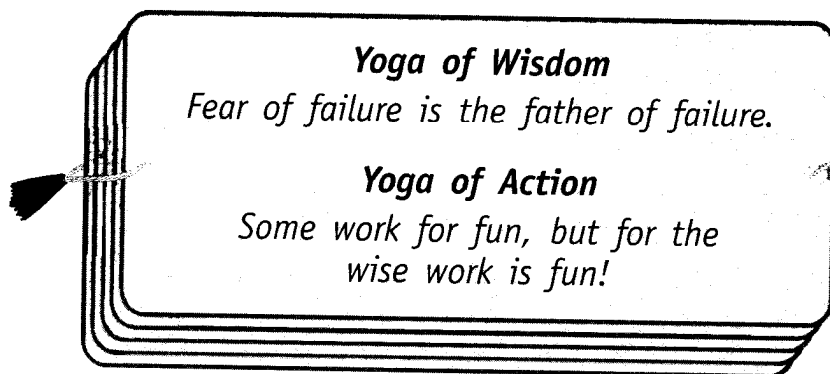 Yoga of Wisdom
Fear of failure is the father of failure.
Yoga of Action
Some work for fun, but for the
wise work is fun!